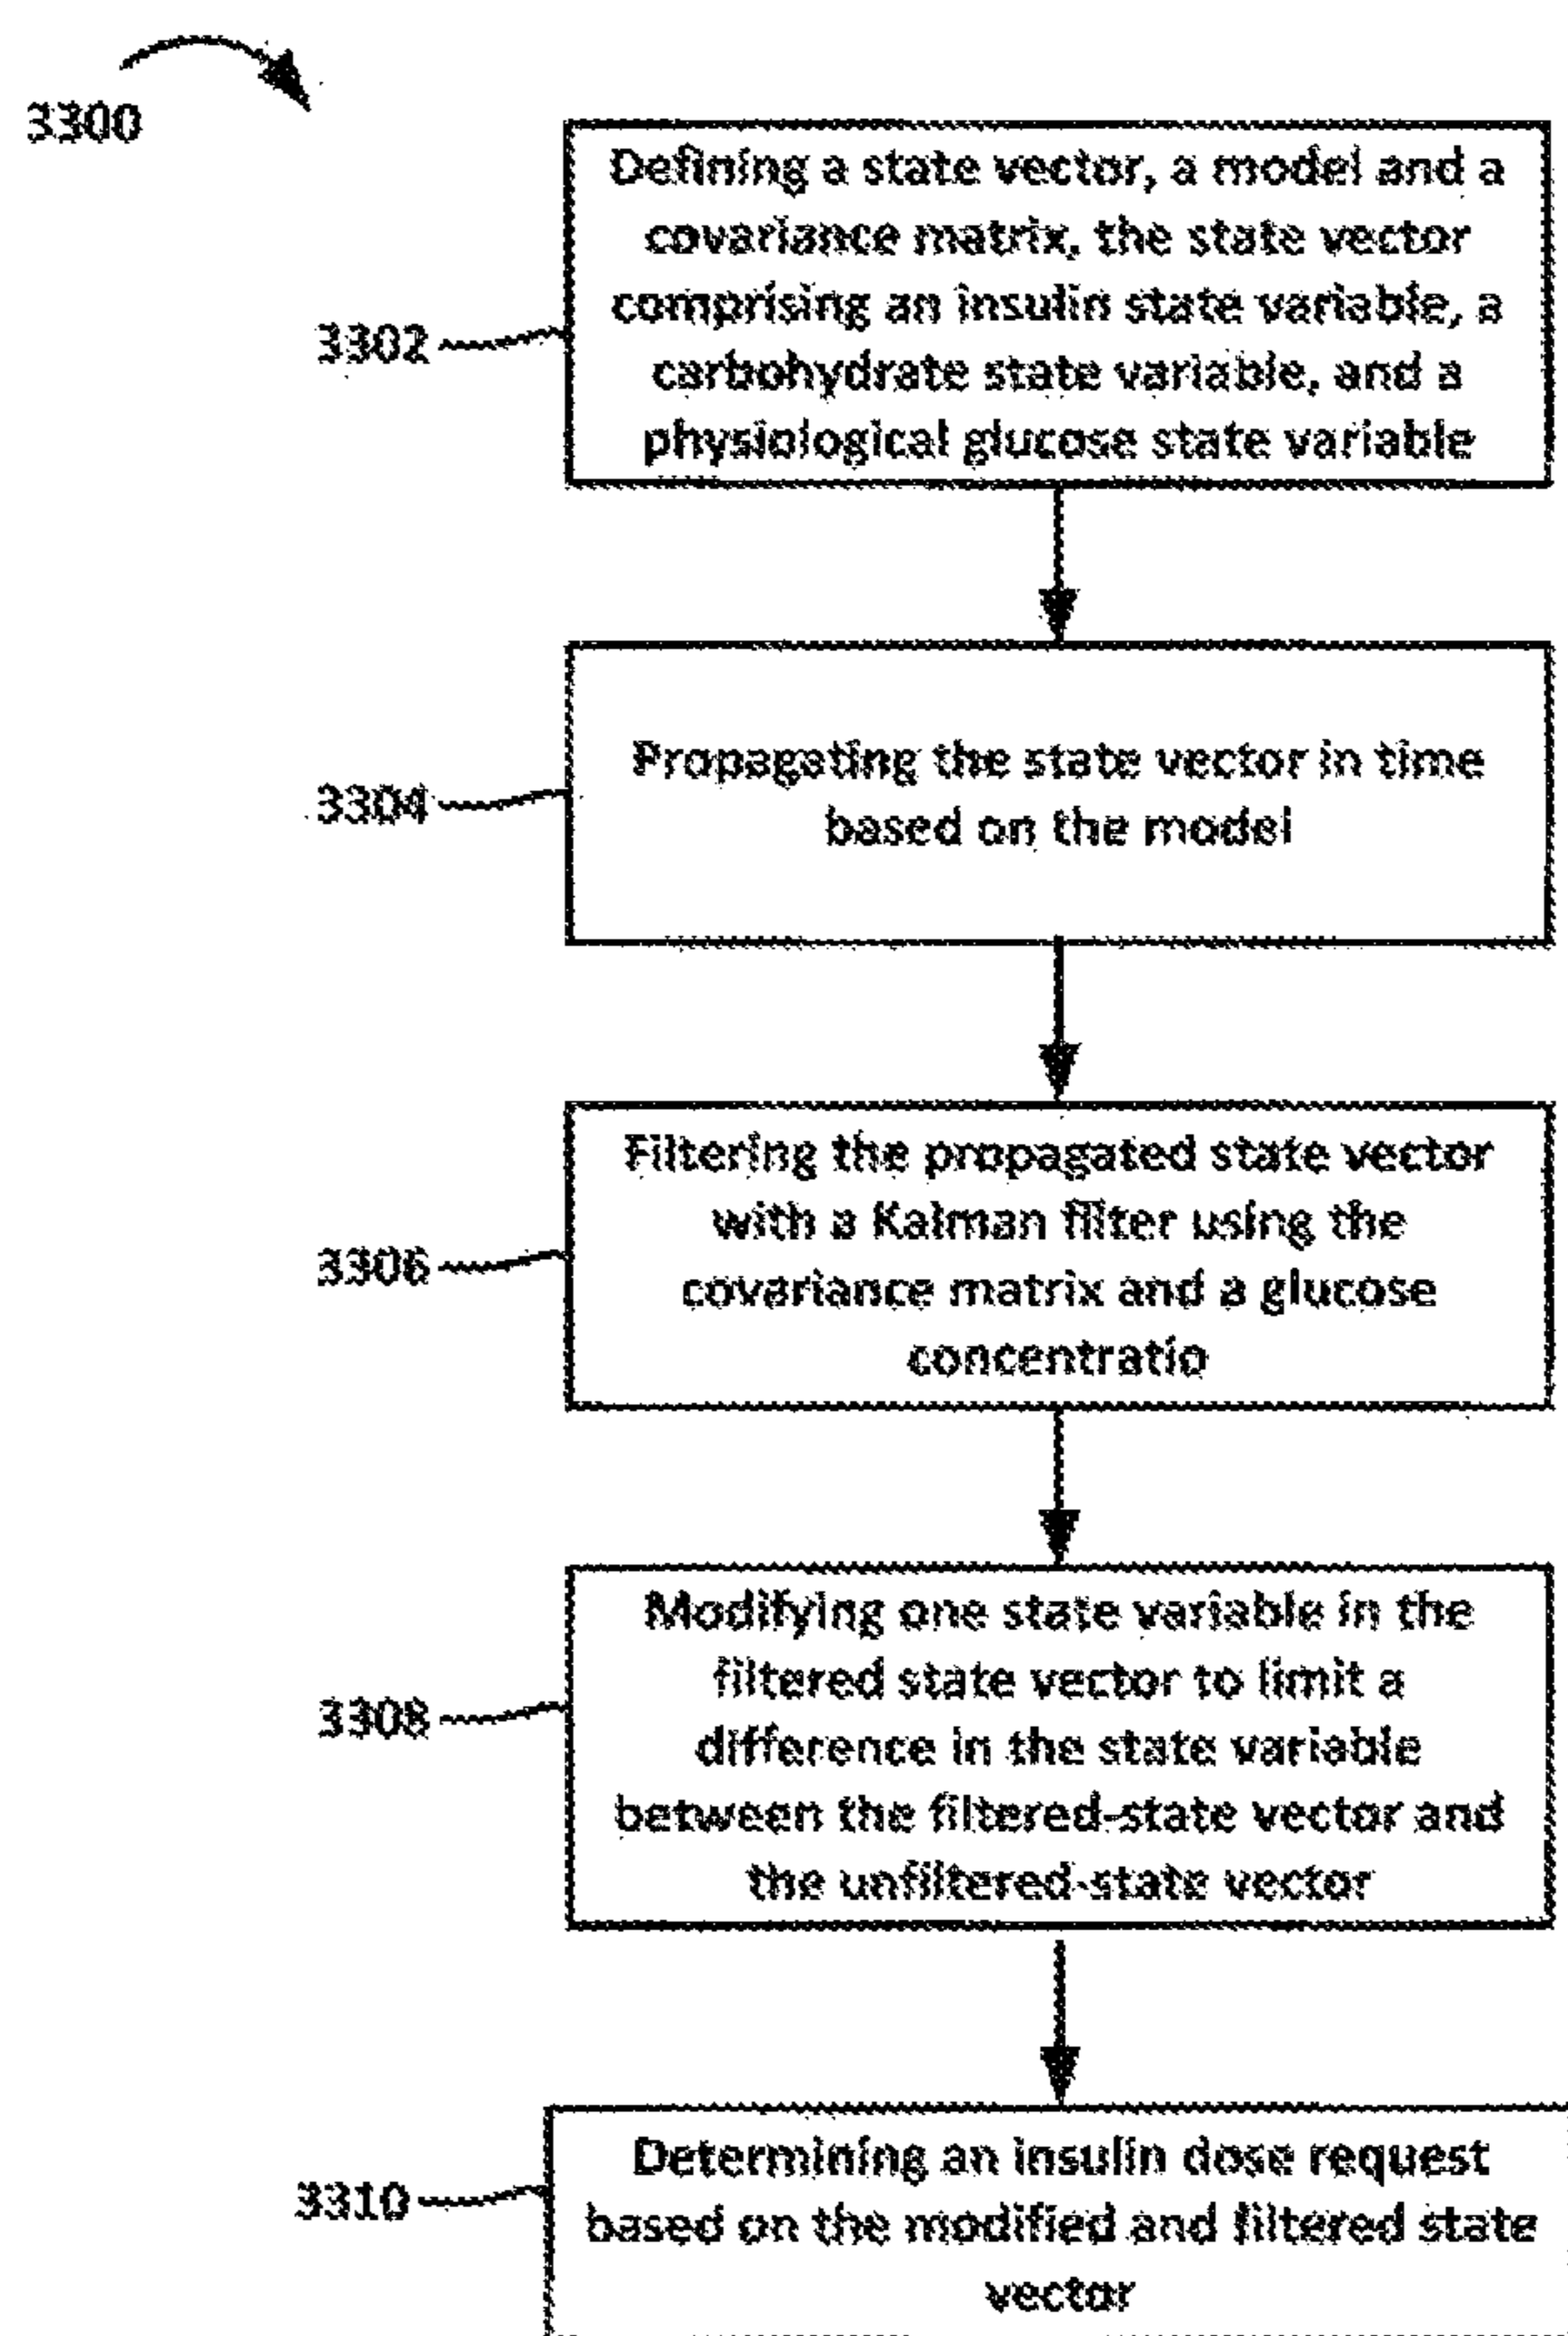 3300
Defining a state vector, a model and a
covariance matrix, the state vector
comprising an insulin state variable, a
carbohydrate state variable, and a
physiological glucose state variable
3302
Propagating the state vector in time
based on the model
3304
Filtering the propagated state vector
with a Kalman filter using the
covariance matrix and a glucose
concentratio
3306
Modifying one state variable in the
filtered state vector to limit a
difference in the state variable
between the filtered-state vector and
the unfiltered-state vector
3308
Determining an insulin dose request
based on the modified and filtered state
vector
3310